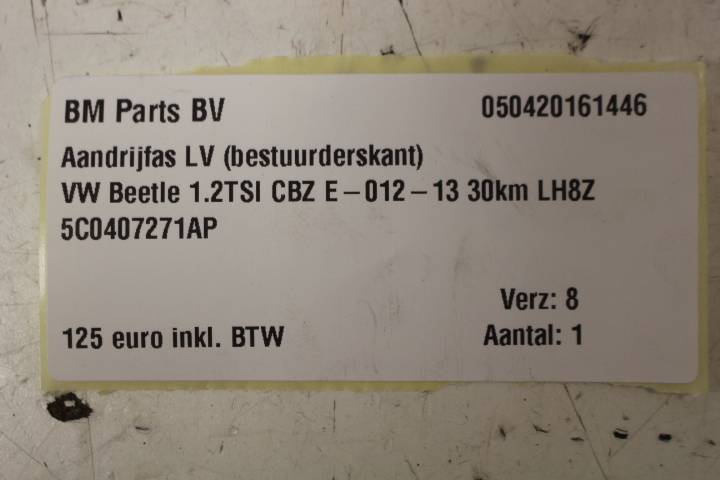 BM Parts BV 050420161446
Aandrijfas LV (bestuurderskant)
VW Beetle 1.2TSI CBZ E-012-13 30km LH8Z
5C0407271AP
Verz: 8
125 euro inkl. BTW Aantal: 1